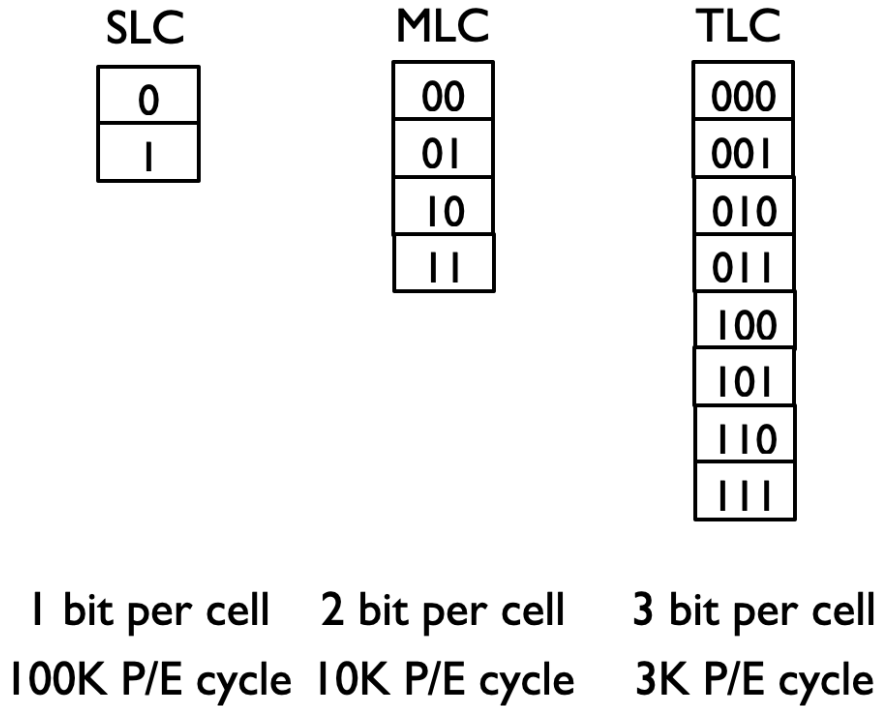 SLC MLC TLC
0 00 000
1 01 001
10 010
11 011
100
101
110
111
1 bit per cell 2 bit per cell 3 bit per cell
100K P/E cycle 10K P/E cycle 3K P/E cycle